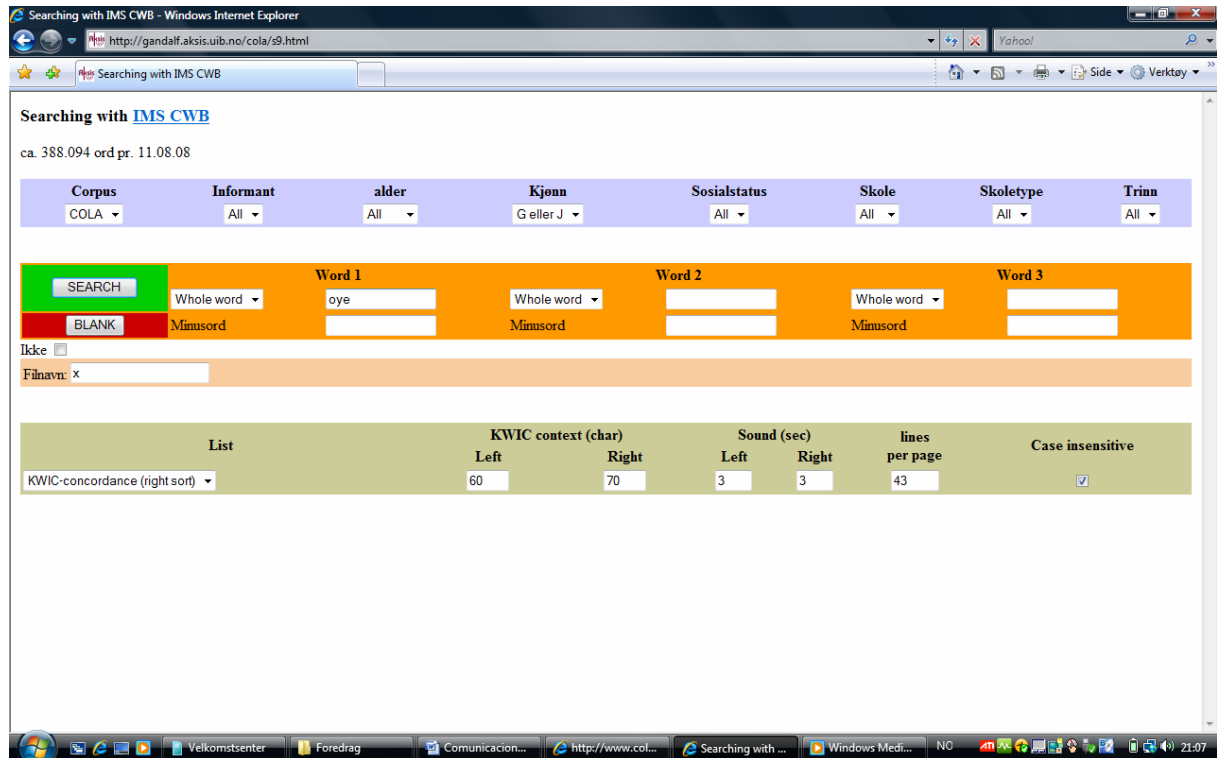 Searching with IMS CWB - Windows Internet Explorer
http://gandalf.aksis.uib.no/cola/s9.html
Yahoo!
Aksis Searching with IMS CWB
Side Verktøy
Searching with IMS CWB
ca. 388.094 ord pr. 11.08.08
Corpus Informant alder Kjønn Sosialstatus Skole Skoletype Trinn
COLA All All G eller J All All All All
Word 1 Word 2 Word 3
SEARCH
Whole word oye Whole word Whole word
BLANK Minusord Minusord Minusord
Ikke
Filnavn: x
List KWIC context (char) Sound (sec) lines per page Case insensitive
Left Right Left Right
KWIC-concordance (right sort) 60 70 3 3 43
Velkomstsenter Foredrag Comunicacion... http://www.col... Searching with ... Windows Medi... NO ATI 21:07